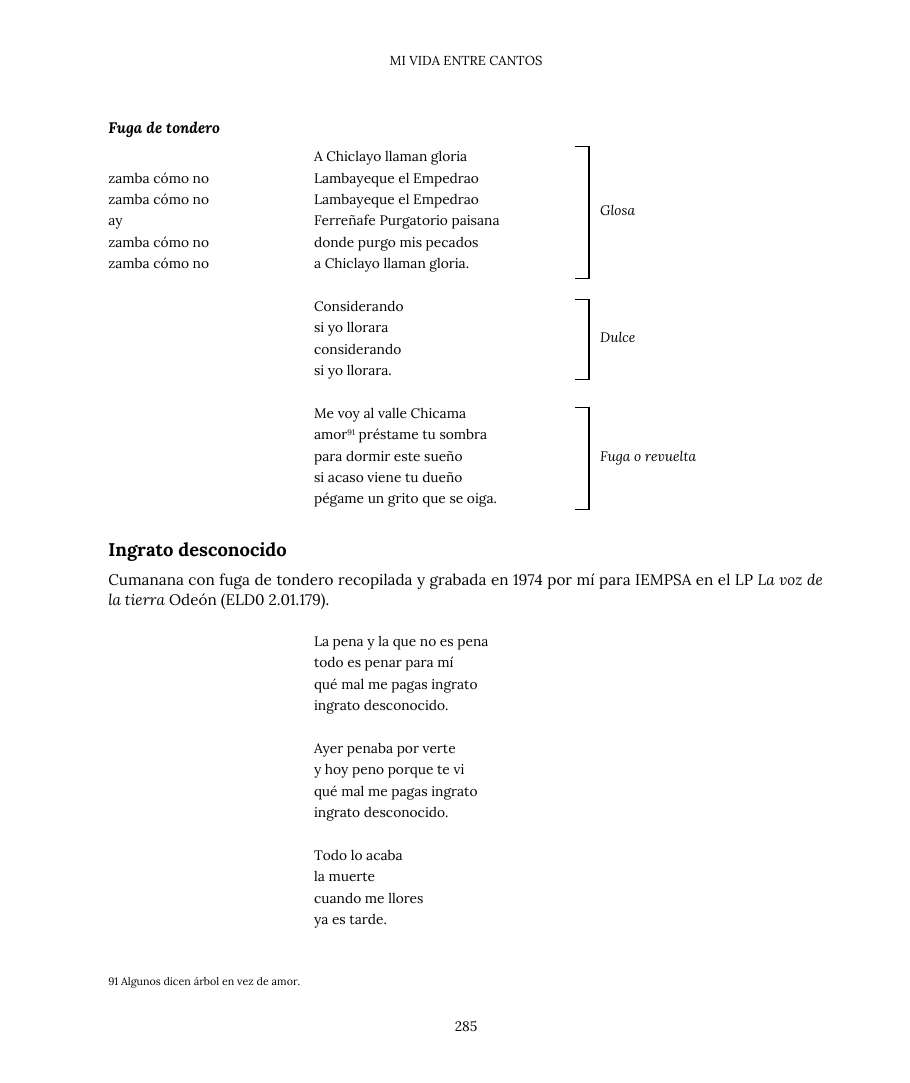 MI VIDA ENTRE CANTOS
Fuga de tondero
A Chiclayo llaman gloria
zamba cómo no Lambayeque el Empedrao
zamba cómo no Lambayeque el Empedrao
ay Ferreñafe Purgatorio paisana
zamba cómo no donde purgo mis pecados
zamba cómo no a Chiclayo llaman gloria.
Glosa
Considerando
si yo llorara
considerando
si yo llorara.
Dulce
Me voy al valle Chicama
amor⁹¹ préstame tu sombra
para dormir este sueño
si acaso viene tu dueño
pégame un grito que se oiga.
Fuga o revuelta
Ingrato desconocido
Cumanana con fuga de tondero recopilada y grabada en 1974 por mí para IEMPSA en el LP La voz de
la tierra Odeón (ELD0 2.01.179).
La pena y la que no es pena
todo es penar para mí
qué mal me pagas ingrato
ingrato desconocido.
Ayer penaba por verte
y hoy peno porque te vi
qué mal me pagas ingrato
ingrato desconocido.
Todo lo acaba
la muerte
cuando me llores
ya es tarde.
91 Algunos dicen árbol en vez de amor.
285